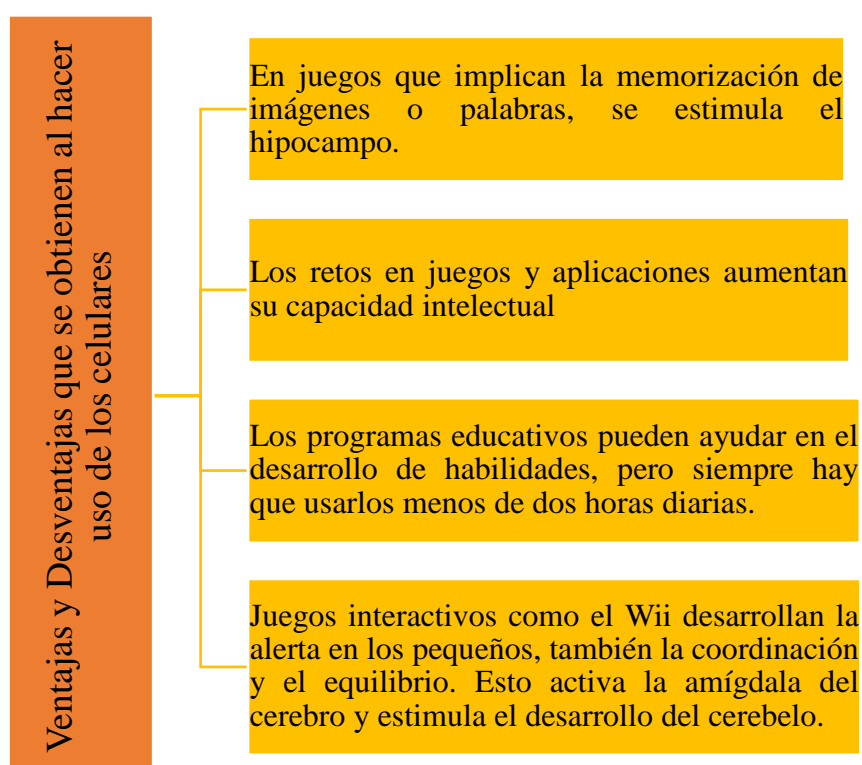 Ventajas y Desventajas que se obtienen al hacer
uso de los celulares
En juegos que implican la memorización de
imágenes o palabras, se estimula el
hipocampo.
Los retos en juegos y aplicaciones aumentan
su capacidad intelectual
Los programas educativos pueden ayudar en el
desarrollo de habilidades, pero siempre hay
que usarlos menos de dos horas diarias.
Juegos interactivos como el Wii desarrollan la
alerta en los pequeños, también la coordinación
y el equilibrio. Esto activa la amígdala del
cerebro y estimula el desarrollo del cerebelo.